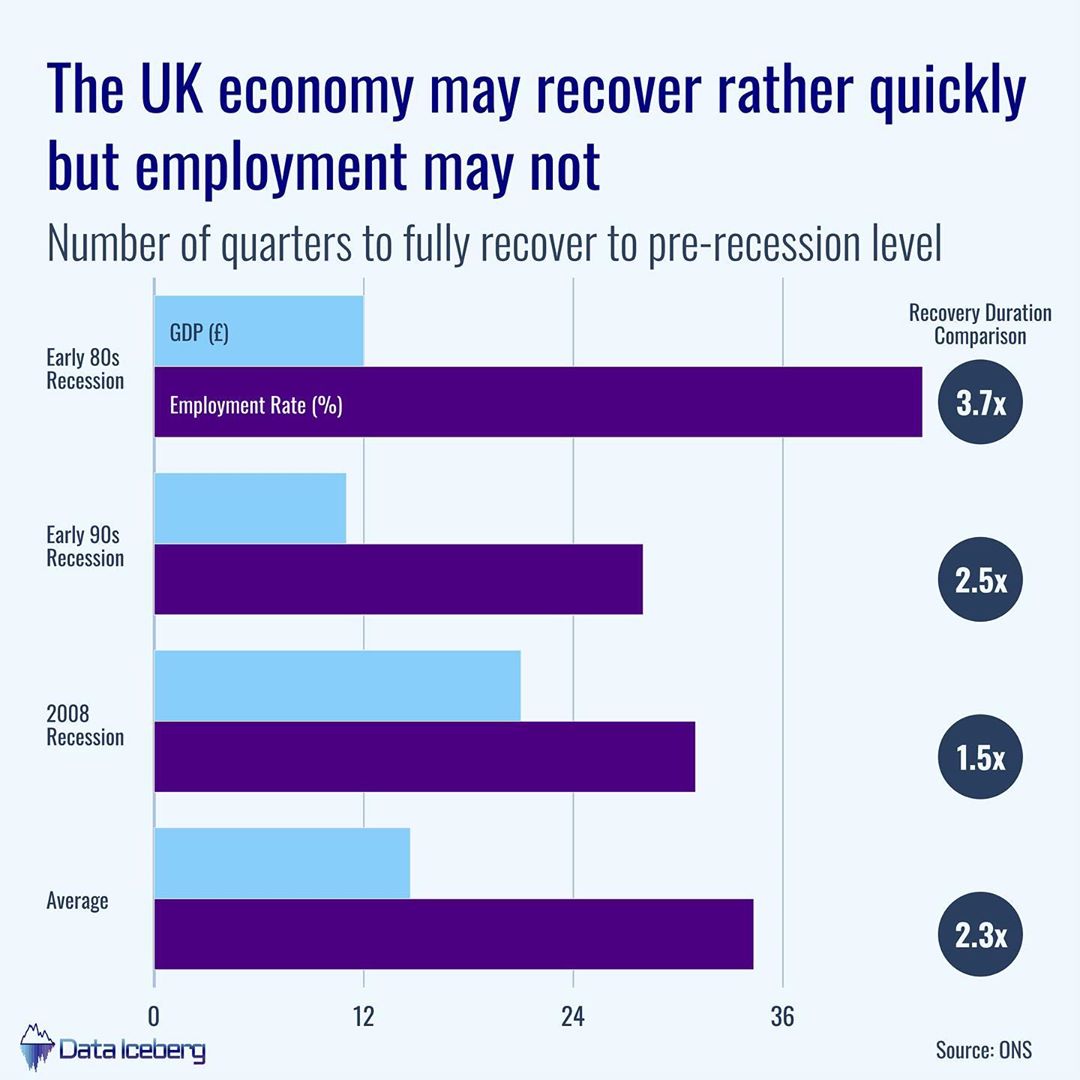 The UK economy may recover rather quickly
but employment may not
Number of quarters to fully recover to pre-recession level
Recovery Duration
Comparison
GDP (£)
Early 80s
Recession
Employment Rate (%)
3.7x
Early 90s
Recession
2.5x
2008
Recession
1.5x
Average
2.3x
0 12 24 36
Data Iceberg
Source: ONS